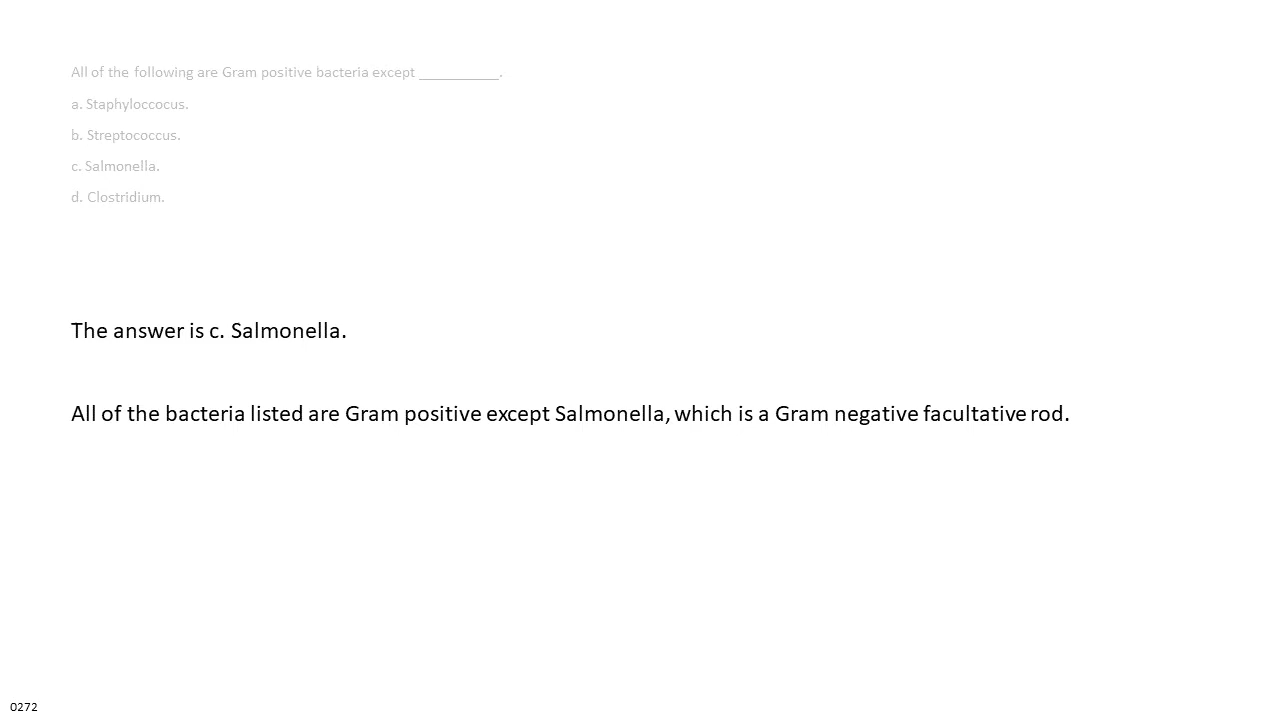 All of the following are Gram positive bacteria except __________.
a. Staphyloccocus.
b. Streptococcus.
c. Salmonella.
d. Clostridium.
The answer is c. Salmonella.
All of the bacteria listed are Gram positive except Salmonella, which is a Gram negative facultative rod.
0272